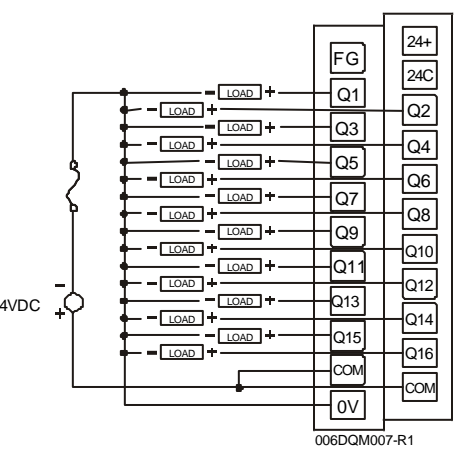 24+
FG
24C
- LOAD + Q1
- LOAD + Q2
- LOAD + Q3
- LOAD + Q4
- LOAD + Q5
- LOAD + Q6
- LOAD + Q7
- LOAD + Q8
- LOAD + Q9
- LOAD + Q10
- LOAD + Q11
- LOAD + Q12
-
4VDC
+
- LOAD + Q13
- LOAD + Q14
- LOAD + Q15
- LOAD + Q16
COM
COM
0V
006DQM007-R1